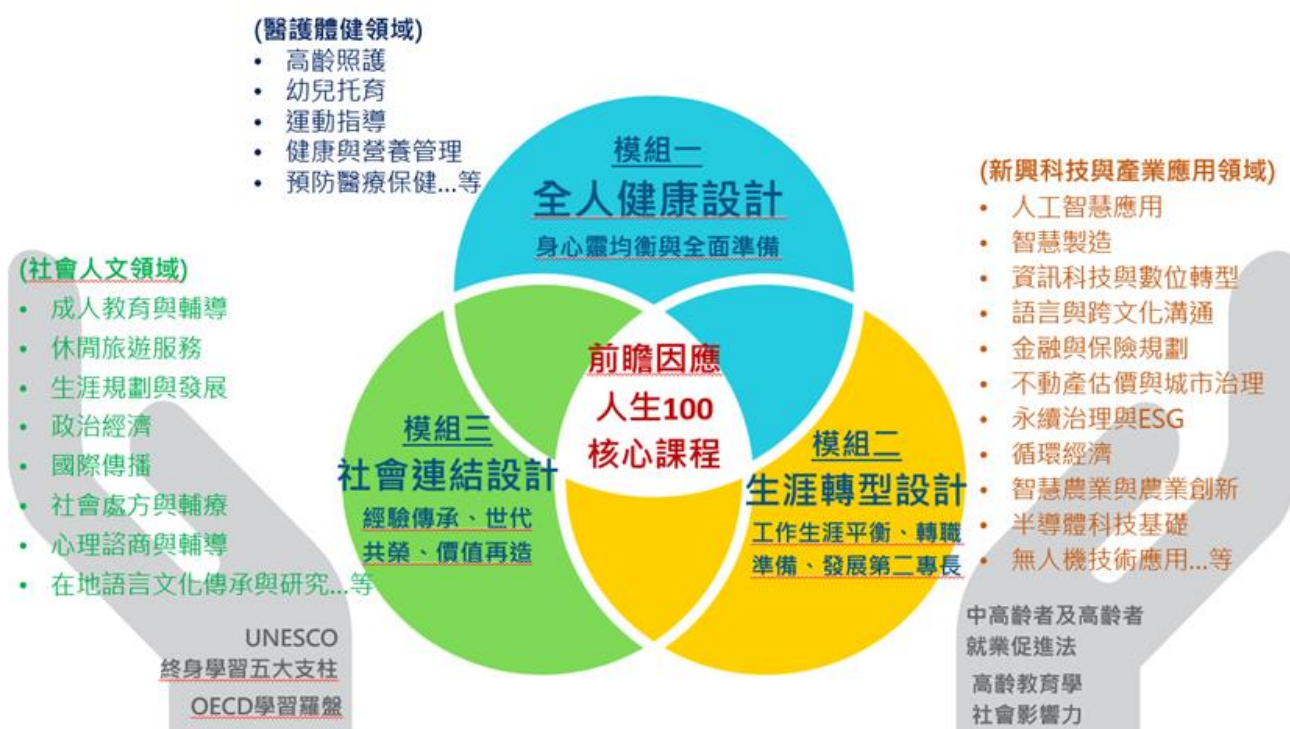 (醫護體健領域)
• 高齡照護
• 幼兒托育
• 運動指導
• 健康與營養管理
• 預防醫療保健...等
模組一
全人健康設計
身心靈均衡與全面準備
(新興科技與產業應用領域)
• 人工智慧應用
• 智慧製造
• 資訊科技與數位轉型
• 語言與跨文化溝通
• 金融與保險規劃
• 不動產估價與城市治理
• 永續治理與ESG
• 循環經濟
• 智慧農業與農業創新
• 半導體科技基礎
• 無人機技術應用...等
(社會人文領域)
• 成人教育與輔導
• 休閒旅遊服務
• 生涯規劃與發展
• 政治經濟
• 國際傳播
• 社會處方與輔療
• 心理諮商與輔導
• 在地語言文化傳承與研究...等
前瞻因應
人生100
核心課程
模組三
社會連結設計
經驗傳承、世代
共榮、價值再造
模組二
生涯轉型設計
工作生涯平衡、轉職
準備、發展第二專長
UNESCO
終身學習五大支柱
OECD學習羅盤
中高齡者及高齡者
就業促進法
高齡教育學
社會影響力